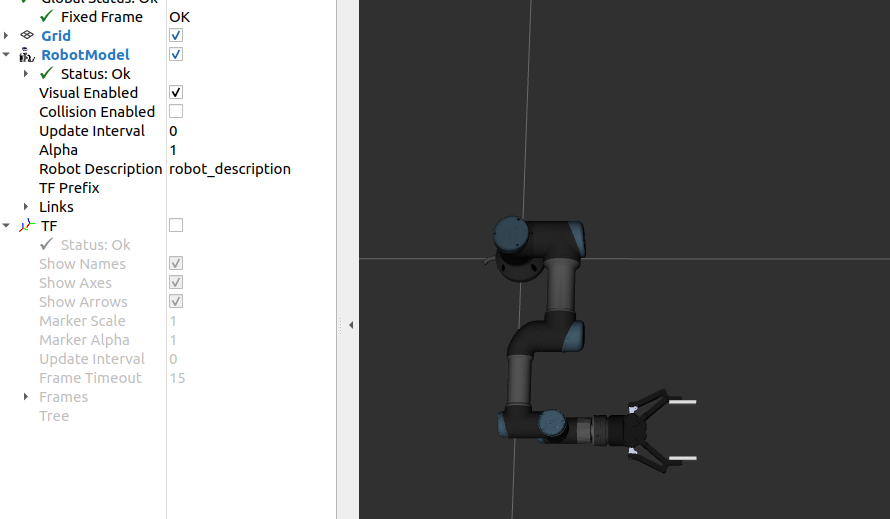 Global Status: Ok
Fixed Frame OK
Grid
RobotModel
Status: Ok
Visual Enabled
Collision Enabled
Update Interval 0
Alpha 1
Robot Description robot_description
TF Prefix
Links
TF
Status: Ok
Show Names
Show Axes
Show Arrows
Marker Scale 1
Marker Alpha 1
Update Interval 0
Frame Timeout 15
Frames
Tree